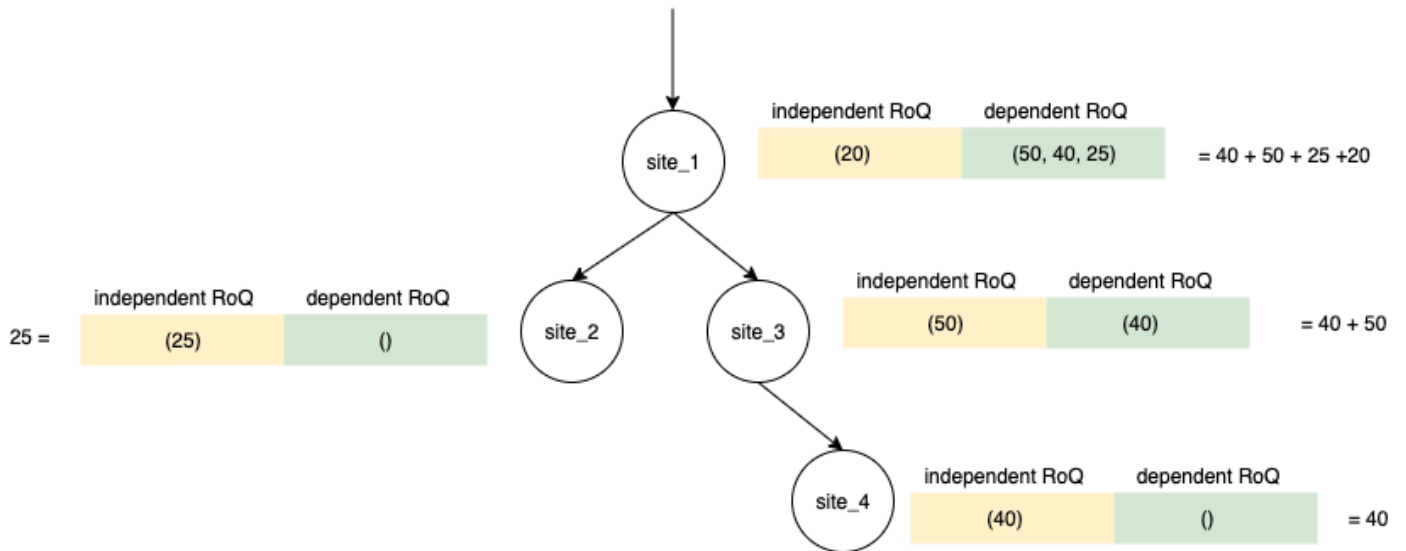 independent RoQ dependent RoQ
site_1 (20) (50, 40, 25) = 40 + 50 + 25 +20
independent RoQ dependent RoQ
25 = (25) () site_2
independent RoQ dependent RoQ
site_3 (50) (40) = 40 + 50
independent RoQ dependent RoQ
site_4 (40) () = 40